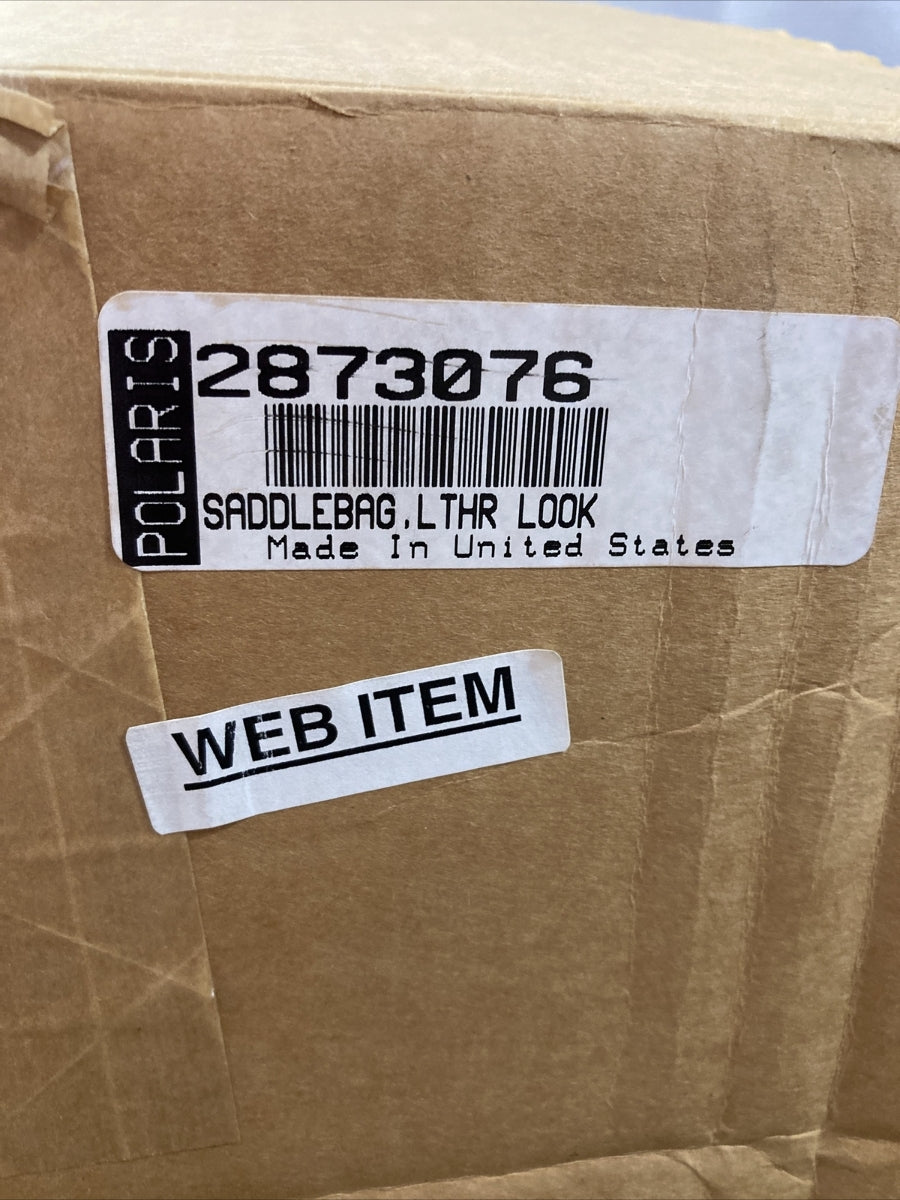 POLARIS
2873076
SADDLEBAG,LTHR LOOK
Made In United States
WEB ITEM